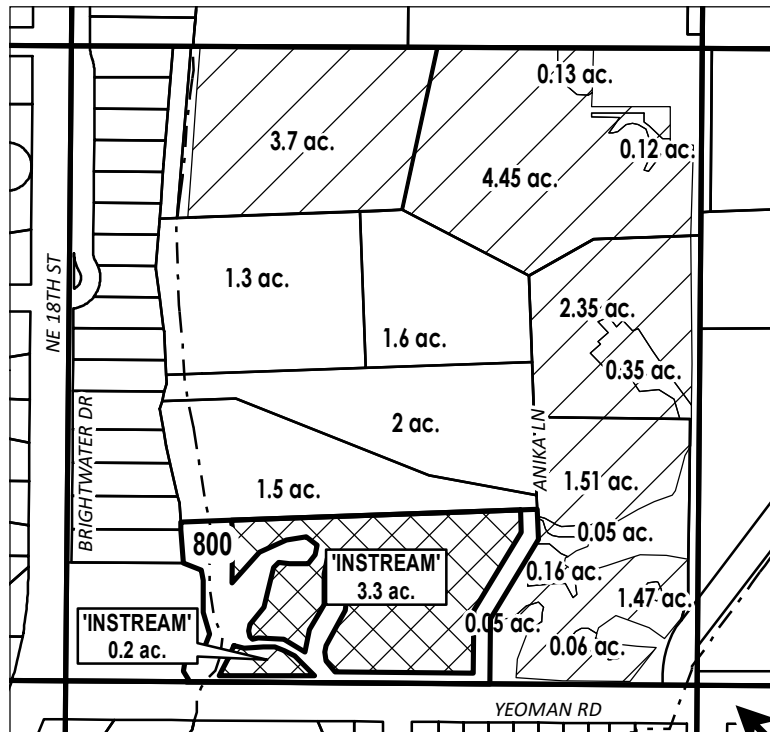 0.13 ac.
3.7 ac.
0.12 ac.
4.45 ac.
NE 18TH ST
1.3 ac.
2.35 ac.
1.6 ac.
0.35 ac.
BRIGHTWATER DR
2 ac.
ANIKA LN
1.5 ac.
1.51 ac.
800
0.05 ac.
'INSTREAM'
3.3 ac.
0.16 ac.
1.47 ac.
'INSTREAM'
0.2 ac.
0.05 ac.
0.06 ac.
YEOMAN RD